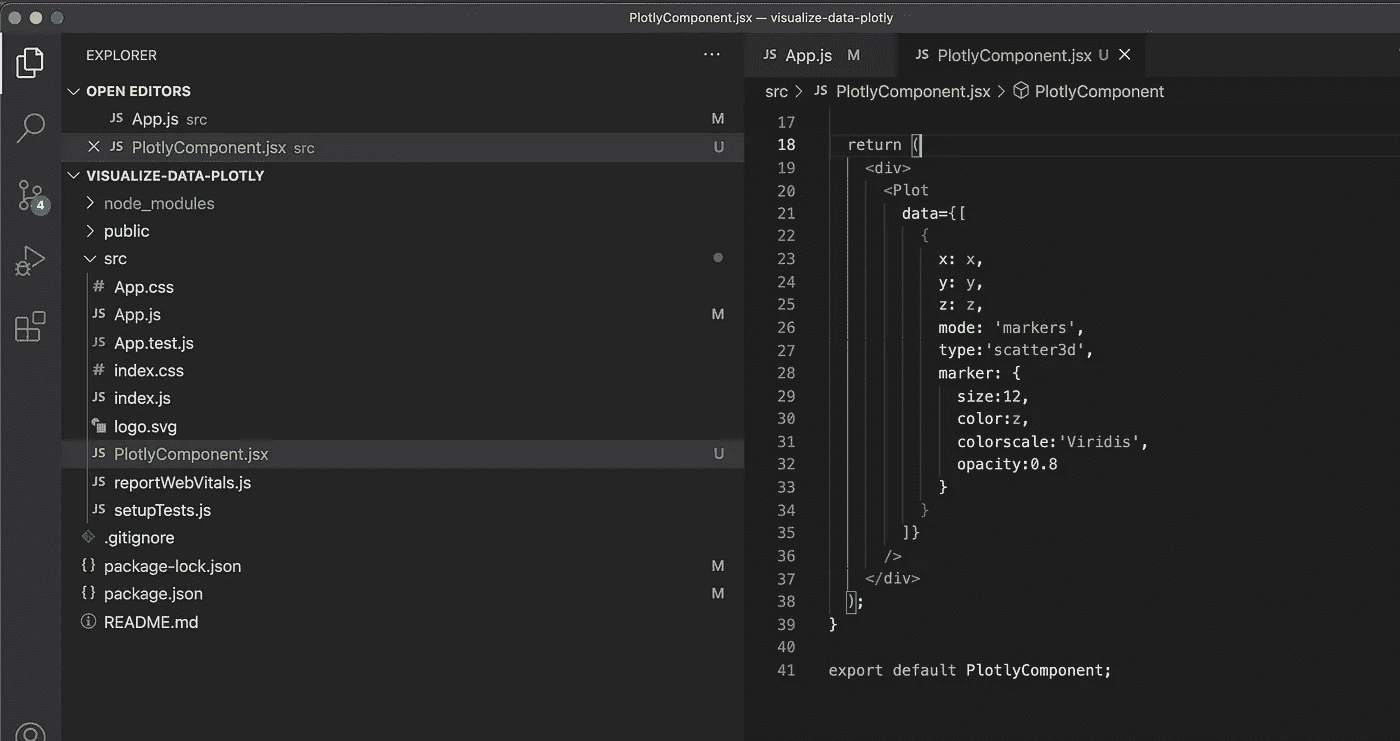 PlotlyComponent.jsx — visualize-data-plotly
EXPLORER
OPEN EDITORS
JS App.js src M
JS PlotlyComponent.jsx src U
VISUALIZE-DATA-PLOTLY
node_modules
public
src
# App.css
JS App.js M
JS App.test.js
# index.css
JS index.js
logo.svg
JS PlotlyComponent.jsx U
JS reportWebVitals.js
JS setupTests.js
.gitignore
{} package-lock.json M
{} package.json M
README.md
4
JS App.js M
JS PlotlyComponent.jsx U
src > JS PlotlyComponent.jsx > PlotlyComponent
17
18 return (
19 <div>
20 <Plot
21 data={[
22 {
23 x: x,
24 y: y,
25 z: z,
26 mode: 'markers',
27 type:'scatter3d',
28 marker: {
29 size:12,
30 color:z,
31 colorscale:'Viridis',
32 opacity:0.8
33 }
34 }
35 ]}
36 />
37 </div>
38 );
39 }
40
41 export default PlotlyComponent;